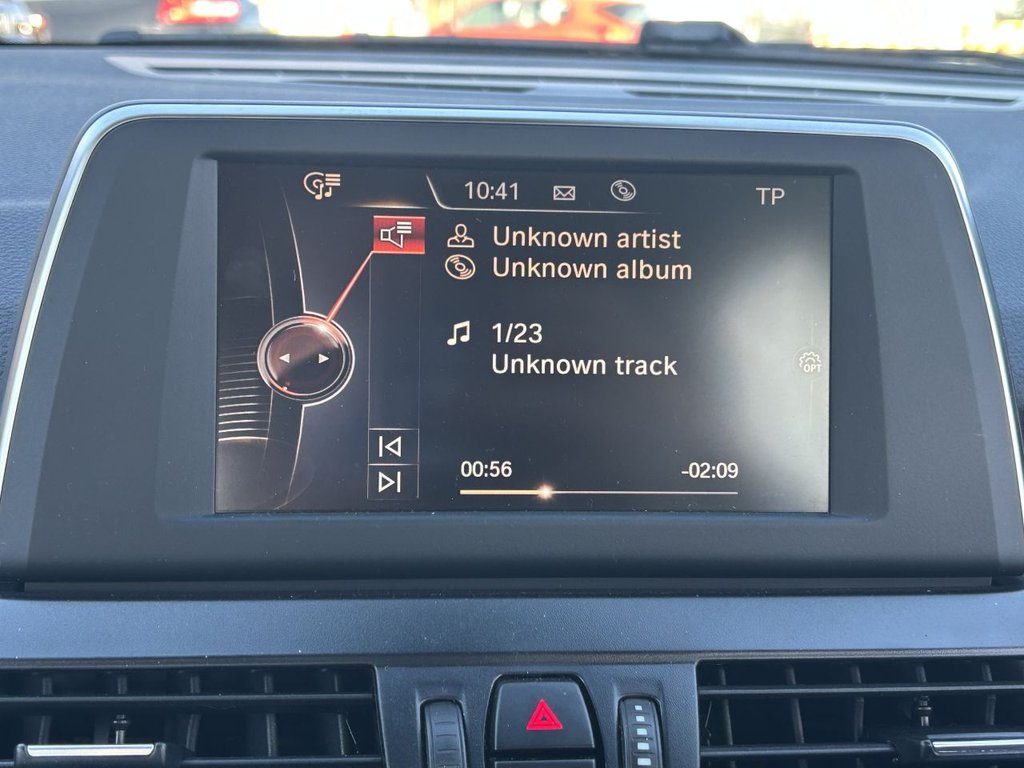 10:41
TP
Unknown artist
Unknown album
1/23
Unknown track
OPT
00:56 -02:09